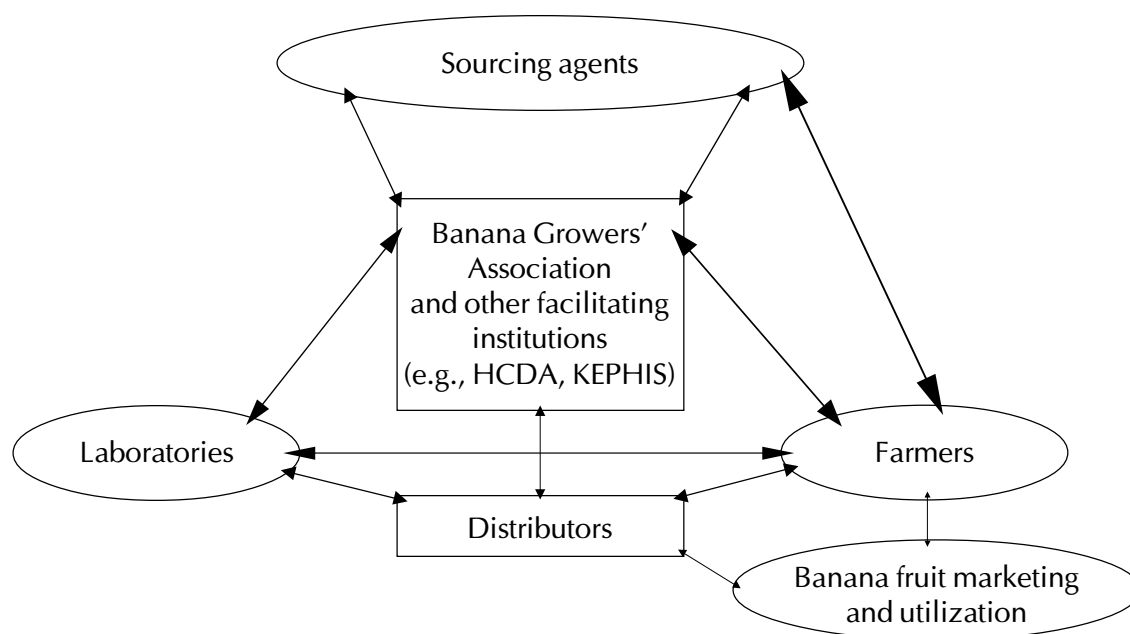 Sourcing agents
Banana Growers’
Association
and other facilitating
institutions
(e.g., HCDA, KEPHIS)
Laboratories
Farmers
Distributors
Banana fruit marketing
and utilization